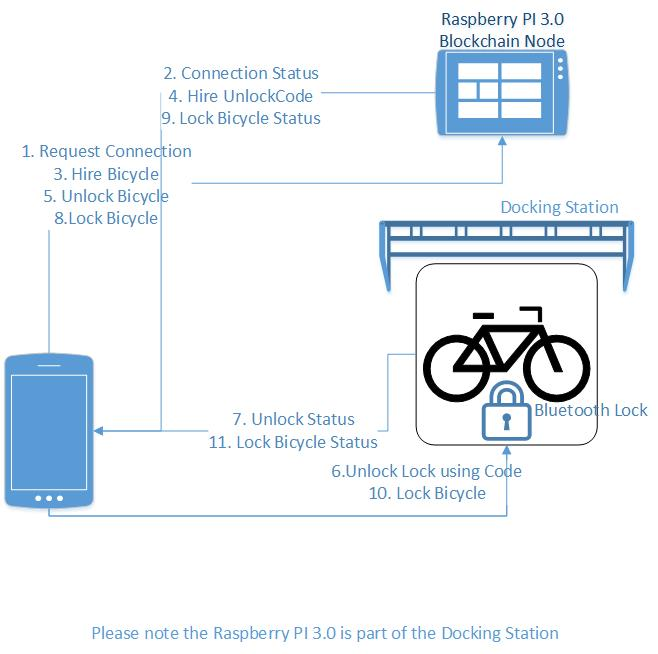 Raspberry PI 3.0
Blockchain Node
2. Connection Status
4. Hire UnlockCode
9. Lock Bicycle Status
1. Request Connection
3. Hire Bicycle
5. Unlock Bicycle
8.Lock Bicycle
Docking Station
Bluetooth Lock
7. Unlock Status
11. Lock Bicycle Status
6.Unlock Lock using Code
10. Lock Bicycle
Please note the Raspberry PI 3.0 is part of the Docking Station